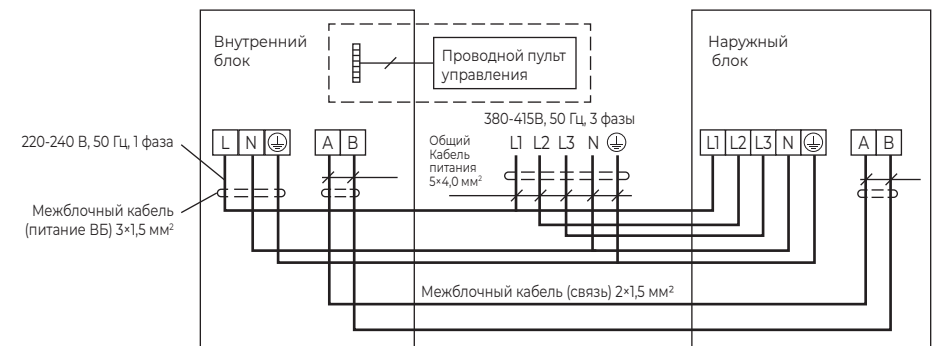 Внутренний
блок
Проводной пульт
управления
Наружный
блок
380-415В, 50 Гц, 3 фазы
220-240 В, 50 Гц, 1 фаза
L N
A B
Общий
Кабель
питания
5×4,0 мм²
L1 L2 L3 N
L1 L2 L3 N
A B
Межблочный кабель
(питание ВБ) 3×1,5 мм²
Межблочный кабель (связь) 2×1,5 мм²